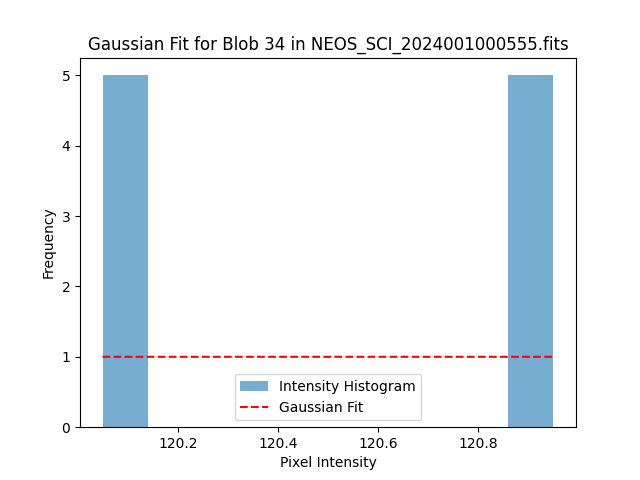 Gaussian Fit for Blob 34 in NEOS_SCI_2024001000555.fits
5
4
3
2
1
0
Frequency
120.2 120.4 120.6 120.8
Pixel Intensity
Intensity Histogram
Gaussian Fit